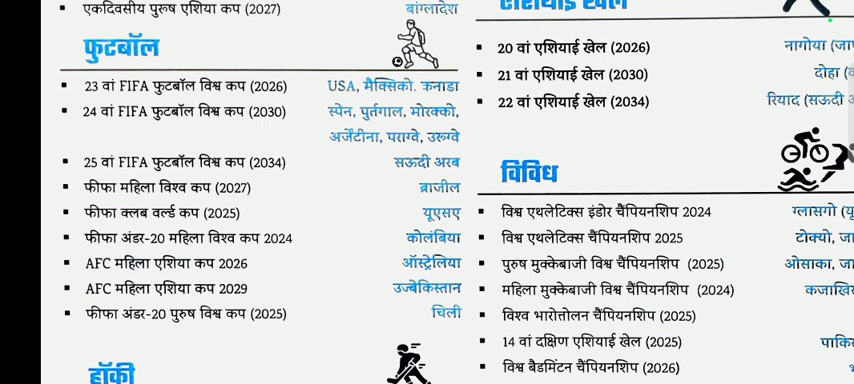 एकदिवसीय पुरुष एशिया कप (2027) बांग्लादेश
फुटबॉल
23 वां FIFA फुटबॉल विश्व कप (2026) USA, मैक्सिको. कनाडा
24 वां FIFA फुटबॉल विश्व कप (2030) स्पेन, पुर्तगाल, मोरक्को,
अर्जेंटीना, पराग्वे, उरूग्वे
25 वां FIFA फुटबॉल विश्व कप (2034) सऊदी अरब
फीफा महिला विश्व कप (2027) ब्राजील
फीफा क्लब वर्ल्ड कप (2025) यूएसए
फीफा अंडर-20 महिला विश्व कप 2024 कोलंबिया
AFC महिला एशिया कप 2026 ऑस्ट्रेलिया
AFC महिला एशिया कप 2029 उज्बेकिस्तान
फीफा अंडर-20 पुरुष विश्व कप (2025) चिली
हॉकी
एशियाई खेल
20 वां एशियाई खेल (2026) नागोया
21 वां एशियाई खेल (2030) दोहा
22 वां एशियाई खेल (2034) रियाद (सऊदी
विविध
विश्व एथलेटिक्स इंडोर चैंपियनशिप 2024 ग्लासगो
विश्व एथलेटिक्स चैंपियनशिप 2025 टोक्यो,
पुरुष मुक्केबाजी विश्व चैंपियनशिप (2025) ओसाका,
महिला मुक्केबाजी विश्व चैंपियनशिप (2024)
विश्व भारोत्तोलन चैंपियनशिप (2025)
14 वां दक्षिण एशियाई खेल (2025)
विश्व बैडमिंटन चैंपियनशिप (2026)